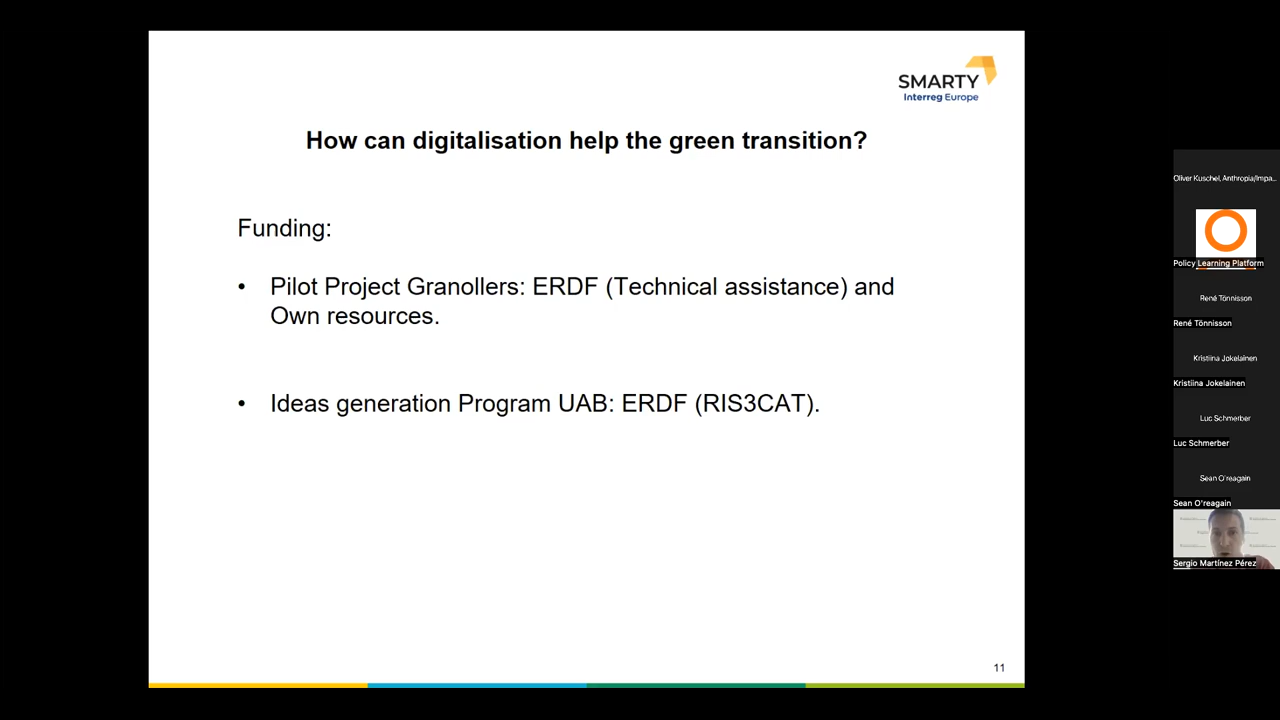 SMARTY
Interreg Europe
How can digitalisation help the green transition?
Funding:
• Pilot Project Granollers: ERDF (Technical assistance) and
Own resources.
• Ideas generation Program UAB: ERDF (RIS3CAT).
11
Oliver Kuschel, Anthropia/Impa...
Policy Learning Platform
René Tönnisson
René Tönnisson
Kristiina Jokelainen
Kristiina Jokelainen
Luc Schmerber
Luc Schmerber
Sean O'reagain
Sean O'reagain
Sergio Martínez Pérez